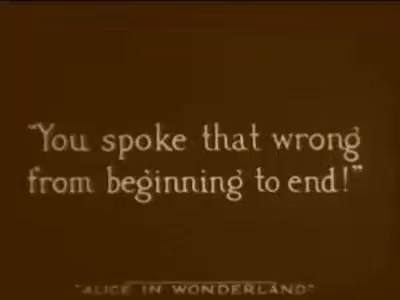 "You spoke that wrong
from beginning to end!"
"ALICE IN WONDERLAND"